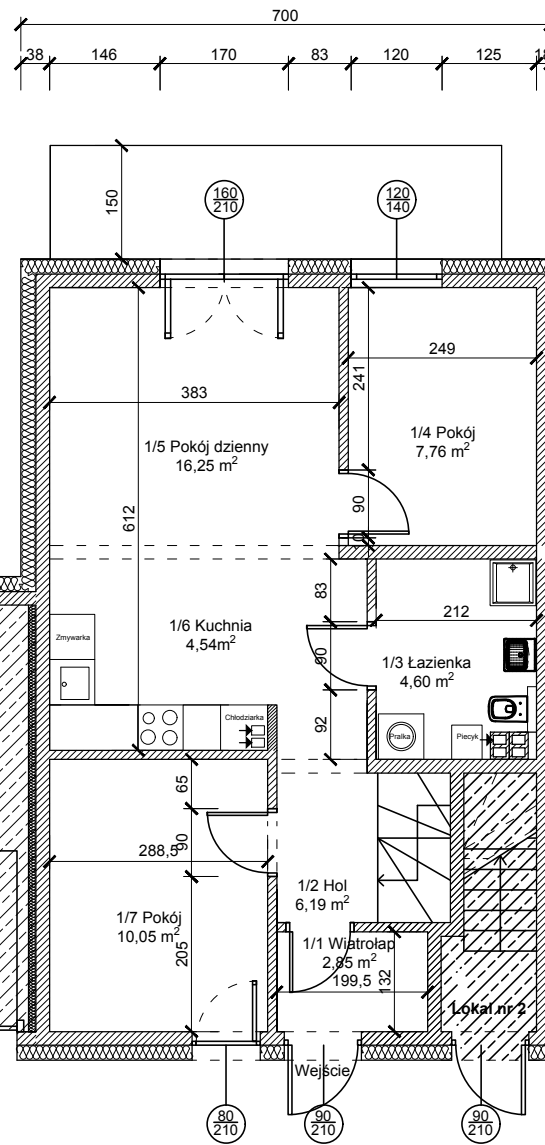 700
38 146 170 83 120 125
150
160
210
120
140
383
249
241
1/5 Pokój dzienny
16,25 m²
1/4 Pokój
7,76 m²
612
90
10
83
1/6 Kuchnia
4,54m²
212
1/3 Łazienka
4,60 m²
90
92
Zmywarka
Chłodziarka
Pralka
Piecyk
65
90
288,5
1/7 Pokój
10,05 m²
205
1/2 Hol
6,19 m²
1/1 Wiatrołap
2,85 m²
199,5
132
Lokal nr 2
Wejście
80
210
90
210
90
210